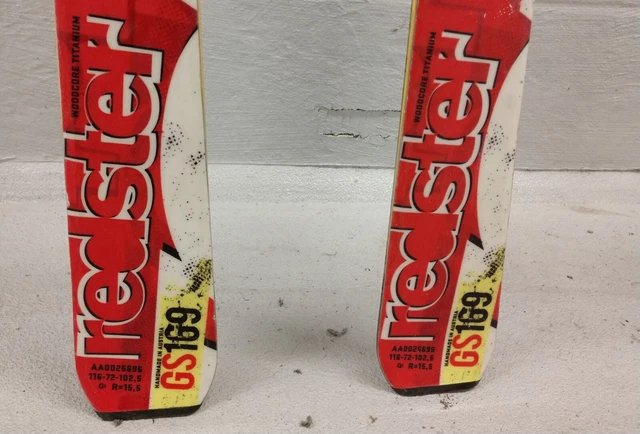 WOODCORE TITANIUM
redster
HANDMADE IN AUSTRIA
GS169
AA0026696
116-72-102,5
R=15,5
WOODCORE TITANIUM
redster
HANDMADE IN AUSTRIA
GS169
116-72-102,5
R=15,5